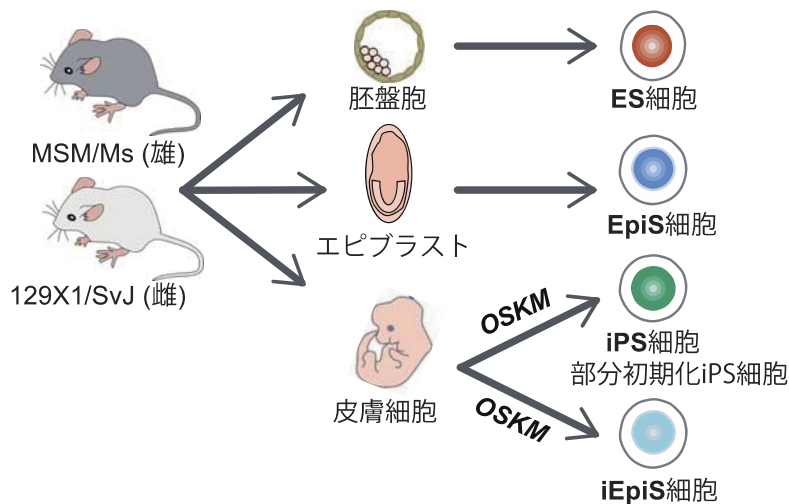 MSM/Ms (雄)
129X1/SvJ (雌)
胚盤胞
ES細胞
エピブラスト
EpiS細胞
皮膚細胞
OSKM
iPS細胞
部分初期化iPS細胞
OSKM
iEpiS細胞